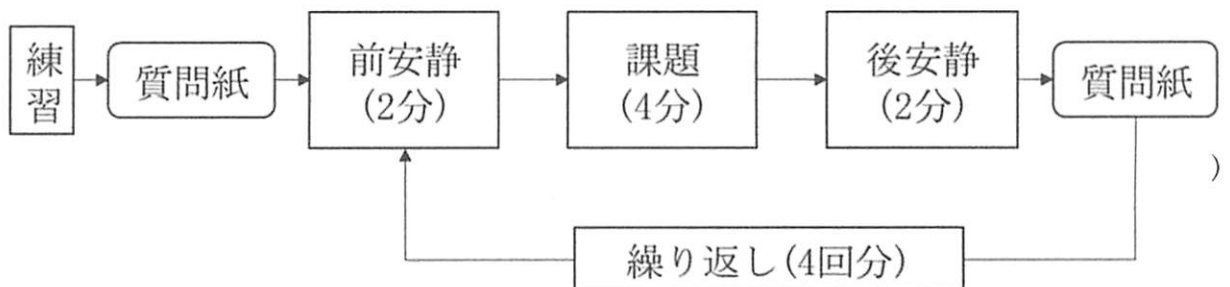 練習
質問紙
前安静
(2分)
課題
(4分)
後安静
(2分)
質問紙
)
繰り返し(4回分)